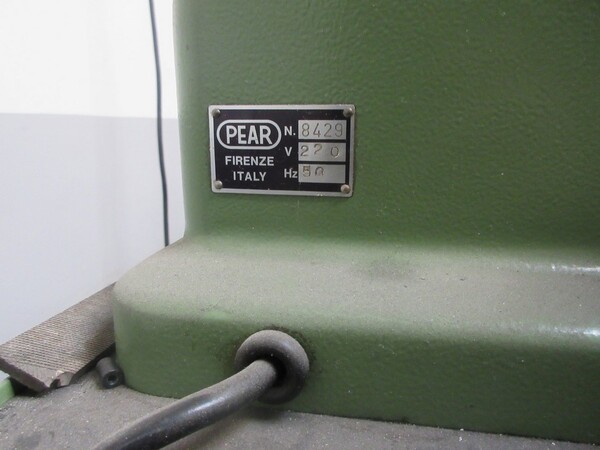 PEAR N. 8429
V 220
FIRENZE
ITALY Hz 50